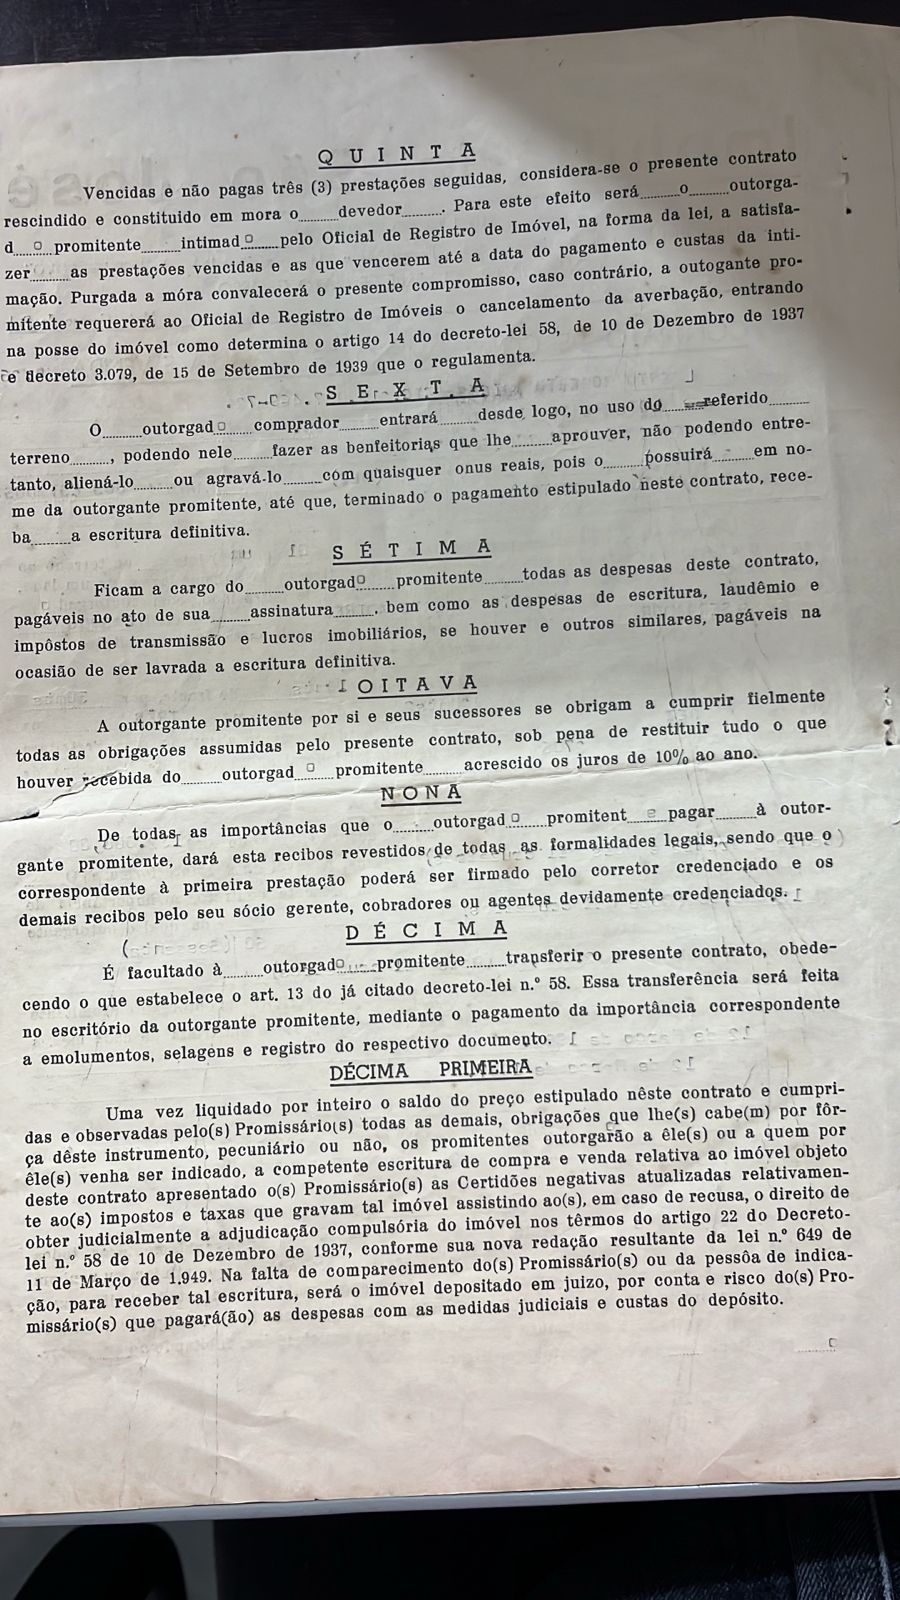 QUINTA
Vencidas e não pagas três (3) prestações seguidas, considera-se o presente contrato
rescindido e constituido em mora o........devedor......... Para este efeito será........o........outorga-
d....o promitente........intimado........pelo Oficial de Registro de Imóvel, na forma da lei, a satisfa-
zer........as prestações vencidas e as que vencerem até a data do pagamento e custas da inti-
mação. Purgada a móra convalecerá o presente compromisso, caso contrário, a outogante pro-
mitente requererá ao Oficial de Registro de Imóveis o cancelamento da averbação, entrando
na posse do imóvel como determina o artigo 14 do decreto-lei 58, de 10 de Dezembro de 1937
e decreto 3.079, de 15 de Setembro de 1939 que o regulamenta.
SEXTA
O........outorgado........comprador........entrará........desde logo, no uso do........referido........
terreno........, podendo nele........fazer as benfeitorias que lhe........aprouver, não podendo entre-
tanto, aliená-lo........ou agravá-lo........com quaisquer onus reais, pois o........possuirá........em no-
me da outorgante promitente, até que, terminado o pagamento estipulado neste contrato, rece-
ba........a escritura definitiva.
SÉTIMA
Ficam a cargo do........outorgado........promitente........todas as despesas deste contrato,
pagáveis no ato de sua........assinatura........, bem como as despesas de escritura, laudêmio e
impôstos de transmissão e lucros imobiliários, se houver e outros similares, pagáveis na
ocasião de ser lavrada a escritura definitiva.
OITAVA
A outorgante promitente por si e seus sucessores se obrigam a cumprir fielmente
todas as obrigações assumidas pelo presente contrato, sob pena de restituir tudo o que
houver recebida do........outorgado........promitente........acrescido os juros de 10% ao ano.
NONA
De todas as importâncias que o........outorgado........promitent e pagar........à outor-
gante promitente, dará esta recibos revestidos de todas as formalidades legais, sendo que o
correspondente à primeira prestação poderá ser firmado pelo corretor credenciado e os
demais recibos pelo seu sócio gerente, cobradores ou agentes devidamente credenciados.
DÉCIMA
É facultado à........outorgado........promitente........transferir o presente contrato, obede-
cendo o que estabelece o art. 13 do já citado decreto-lei n.º 58. Essa transferência será feita
no escritório da outorgante promitente, mediante o pagamento da importância correspondente
a emolumentos, selagens e registro do respectivo documento.
DÉCIMA PRIMEIRA
Uma vez liquidado por inteiro o saldo do preço estipulado nêste contrato e cumpri-
das e observadas pelo(s) Promissário(s) todas as demais, obrigações que lhe(s) cabe(m) por fôr-
ça dêste instrumento, pecuniário ou não, os promitentes outorgarão a êle(s) ou a quem por
êle(s) venha ser indicado, a competente escritura de compra e venda relativa ao imóvel objeto
deste contrato apresentado o(s) Promissário(s) as Certidões negativas atualizadas relativamen-
te ao(s) impostos e taxas que gravam tal imóvel assistindo ao(s), em caso de recusa, o direito de
obter judicialmente a adjudicação compulsória do imóvel nos têrmos do artigo 22 do Decreto-
lei n.º 58 de 10 de Dezembro de 1937, conforme sua nova redação resultante da lei n.º 649 de
11 de Março de 1.949. Na falta de comparecimento do(s) Promissário(s) ou da pessôa de indica-
ção, para receber tal escritura, será o imóvel depositado em juizo, por conta e risco do(s) Pro-
missário(s) que pagará(ão) as despesas com as medidas judiciais e custas do depósito.